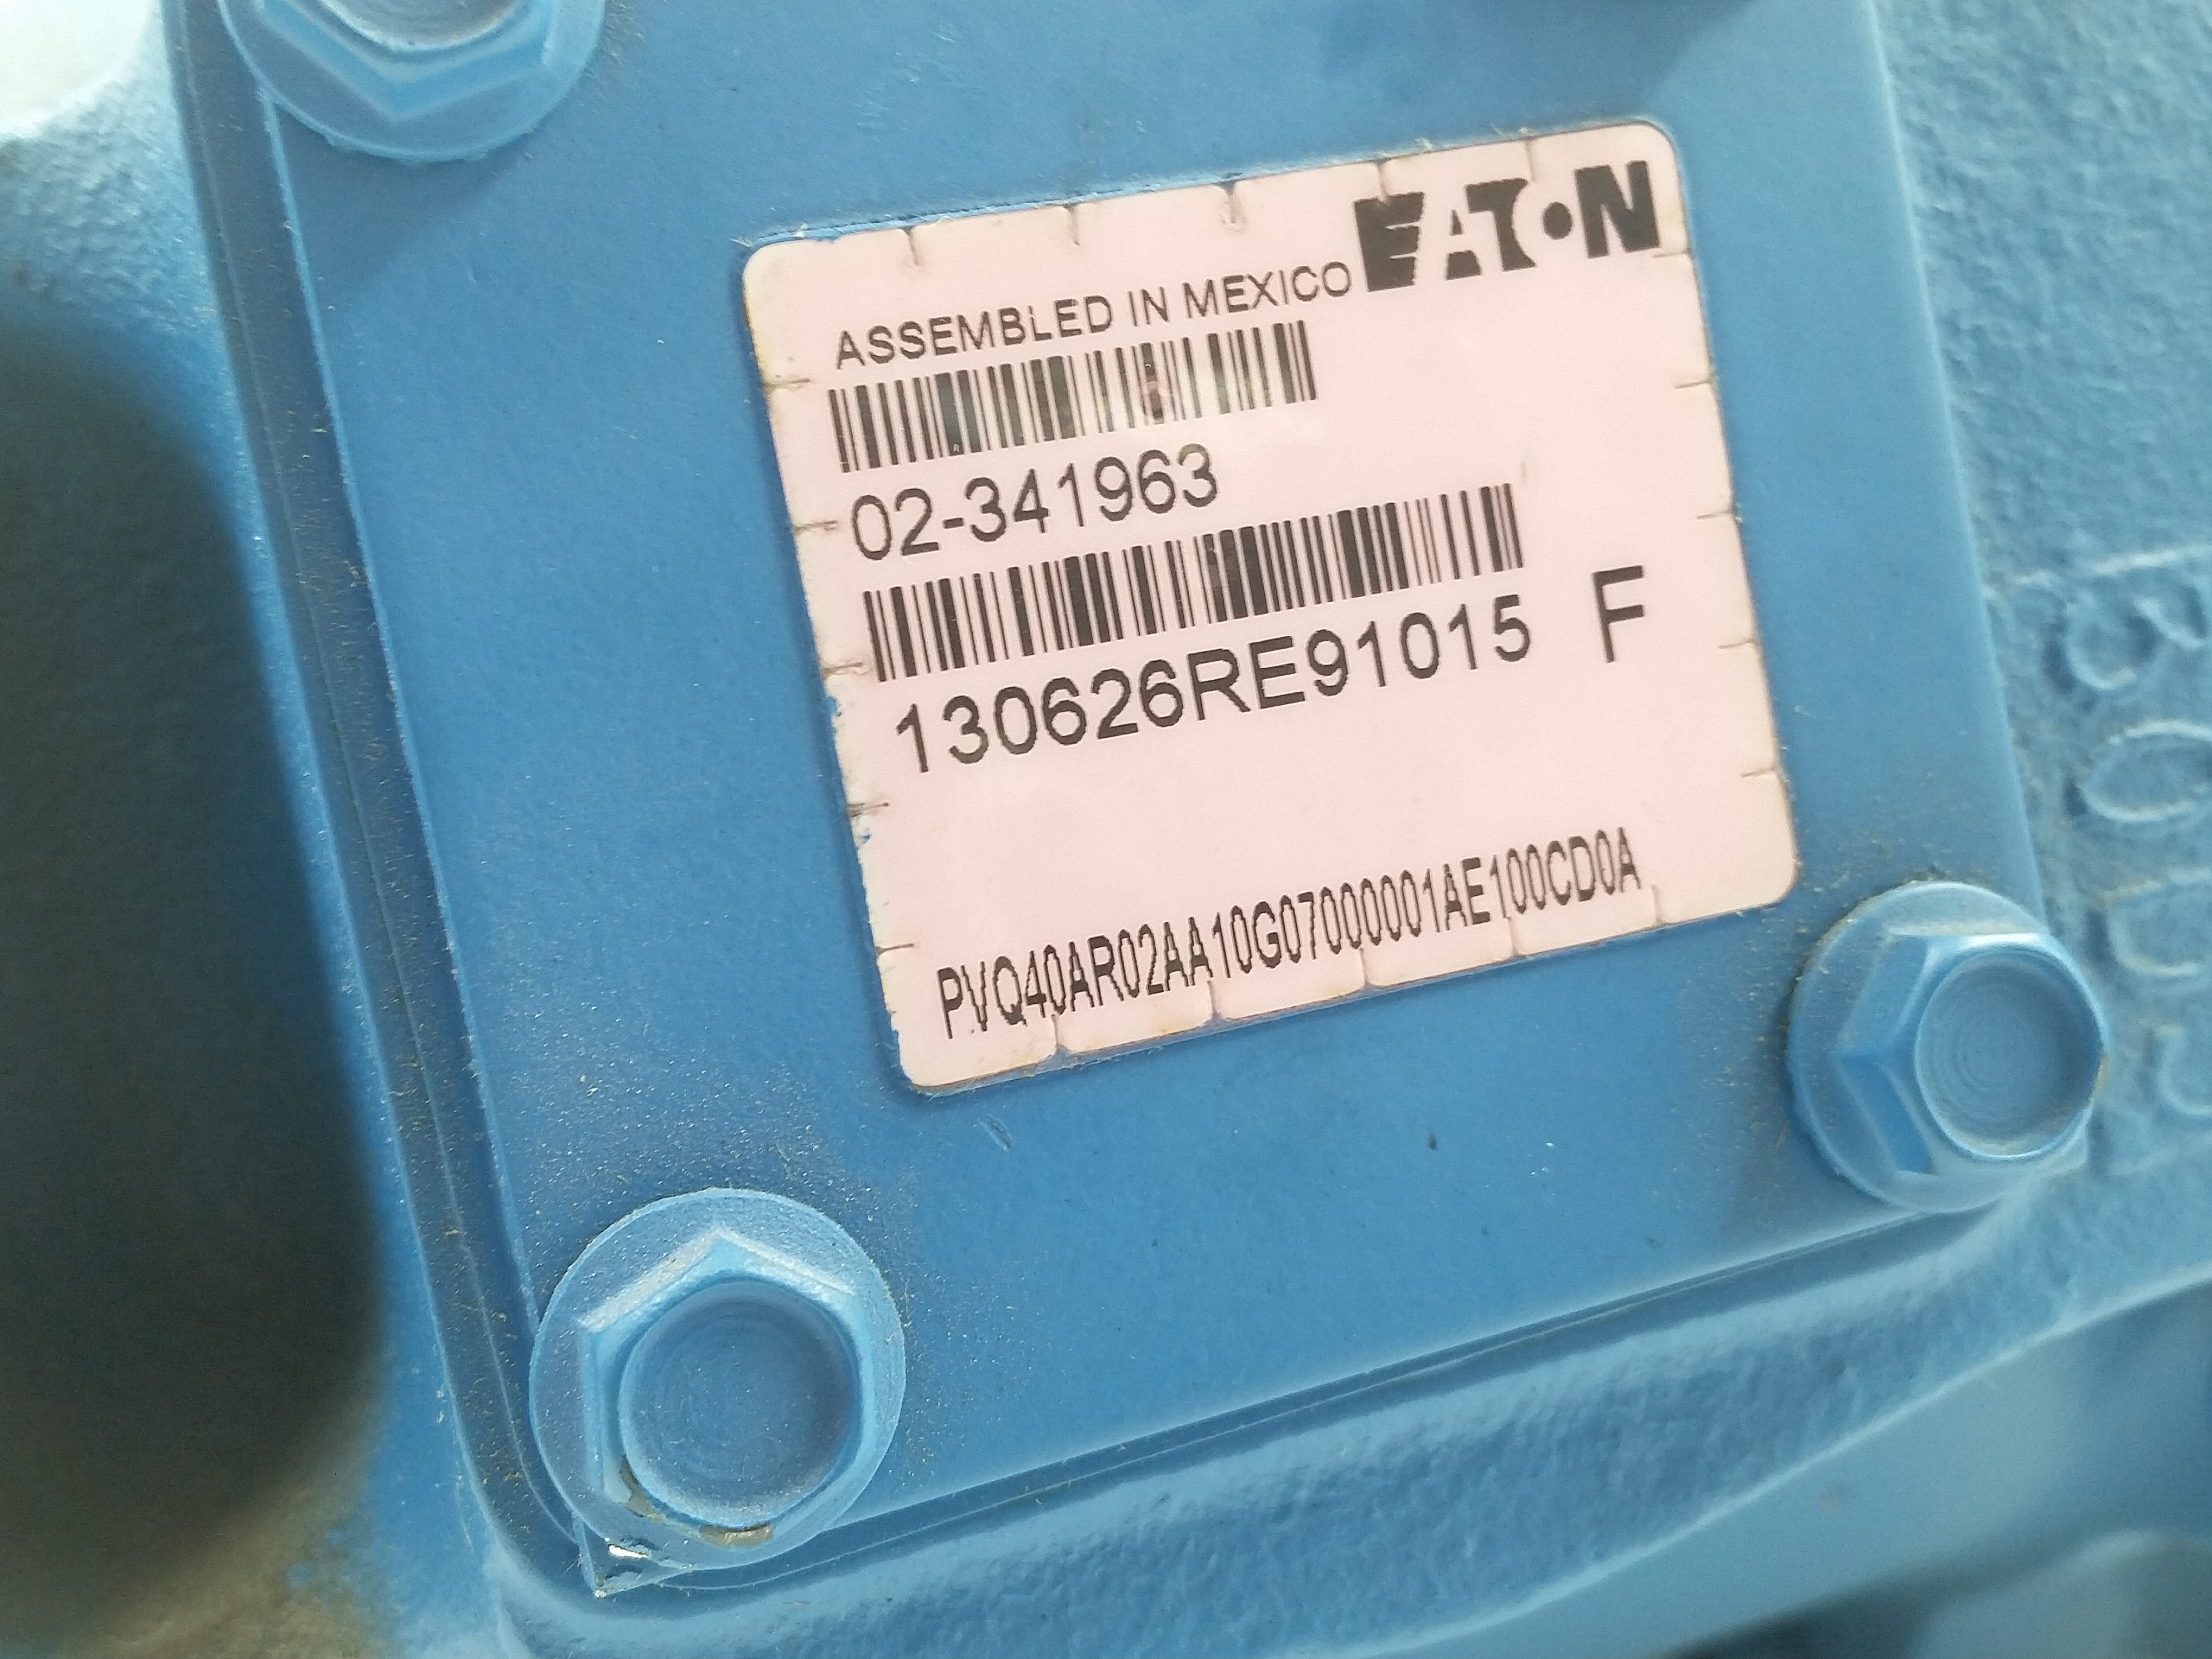 EATON
ASSEMBLED IN MEXICO
02-341963
130626RE91015 F
PVQ40AR02AA10G07000001AE100CD0A